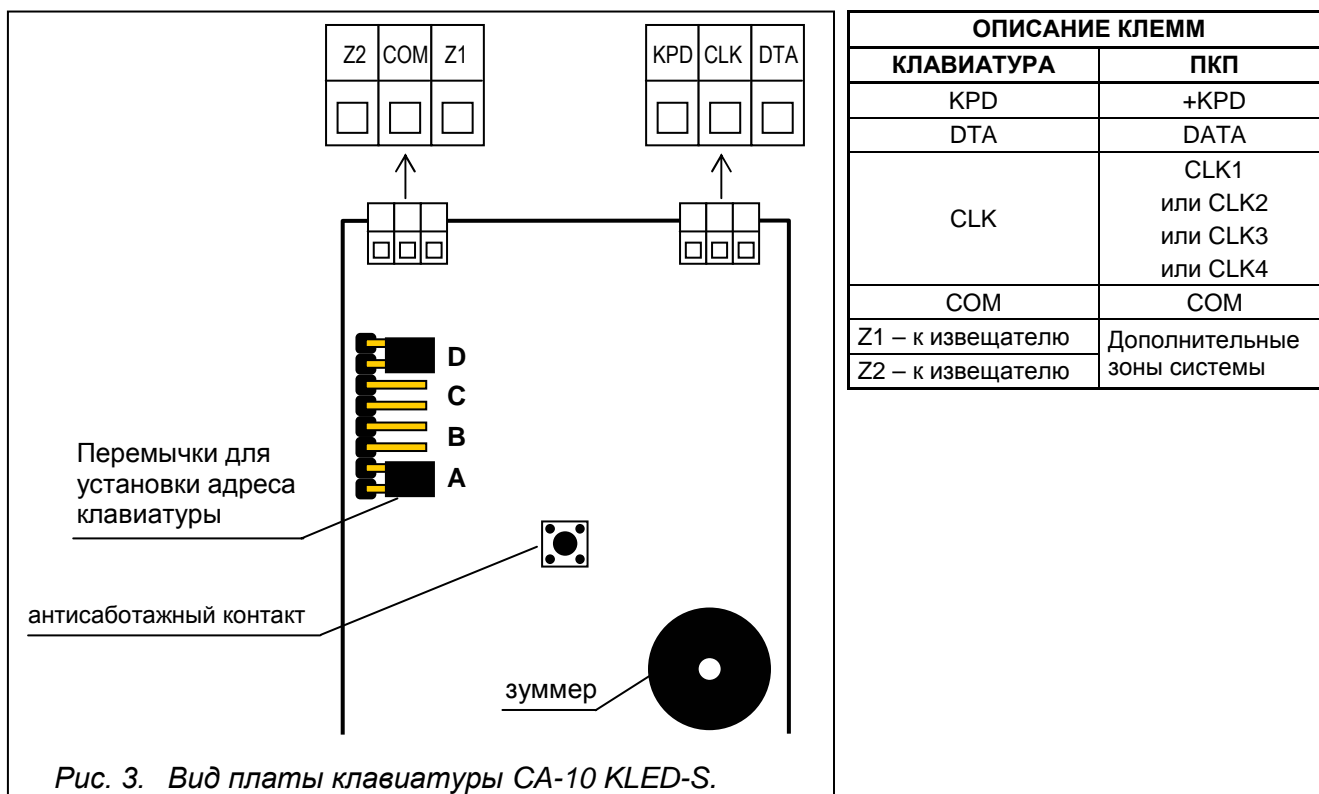 Z2 COM Z1
KPD CLK DTA
D
C
B
A
Перемычки для
установки адреса
клавиатуры
антисаботажный контакт
зуммер
Рис. 3. Вид платы клавиатуры CA-10 KLED-S.
ОПИСАНИЕ КЛЕММ
КЛАВИАТУРА ПКП
KPD +KPD
DTA DATA
CLK CLK1
или CLK2
или CLK3
или CLK4
COM COM
Z1 – к извещателю Дополнительные
Z2 – к извещателю зоны системы